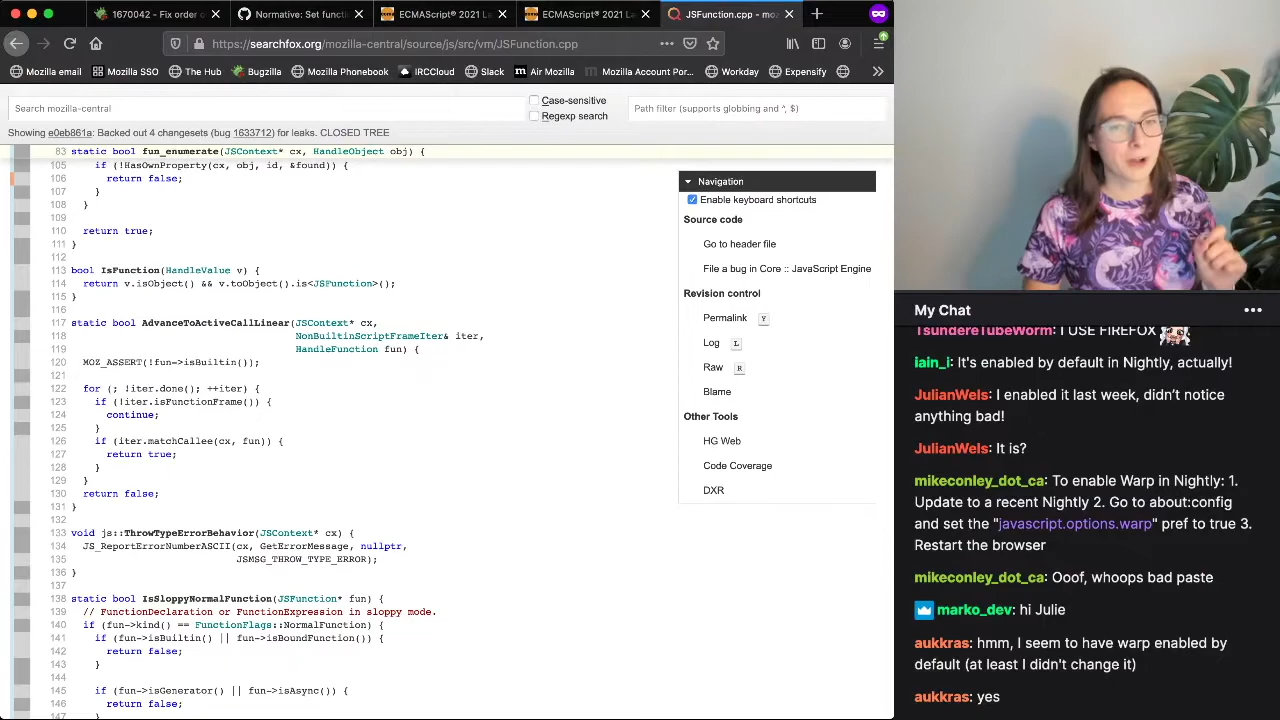 1670042 - Fix order o
Normative: Set function
ECMAScript® 2021 La
ECMAScript® 2021 La
JSFunction.cpp - moz
https://searchfox.org/mozilla-central/source/js/src/vm/JSFunction.cpp
Mozilla email
Mozilla SSO
The Hub
Bugzilla
Mozilla Phonebook
IRCCloud
Slack
Air Mozilla
Mozilla Account Por...
Workday
Expensify
Search mozilla-central
Case-sensitive
Regexp search
Path filter (supports globbing and ^, $)
Showing e0eb861a: Backed out 4 changesets (bug 1633712) for leaks. CLOSED TREE
83 static bool fun_enumerate(JSContext* cx, HandleObject obj) {
105 if (!HasOwnProperty(cx, obj, id, &found)) {
106 return false;
107 }
108 }
109
110 return true;
111 }
112
113 bool IsFunction(HandleValue v) {
114 return v.isObject() && v.toObject().is<JSFunction>();
115 }
116
117 static bool AdvanceToActiveCallLinear(JSContext* cx,
118 NonBuiltinScriptFrameIter& iter,
119 HandleFunction fun) {
120 MOZ_ASSERT(!fun->isBuiltin());
121
122 for (; !iter.done(); ++iter) {
123 if (!iter.isFunctionFrame()) {
124 continue;
125 }
126 if (iter.matchCallee(cx, fun)) {
127 return true;
128 }
129 }
130 return false;
131 }
132
133 void js::ThrowTypeErrorBehavior(JSContext* cx) {
134 JS_ReportErrorNumberASCII(cx, GetErrorMessage, nullptr,
135 JSMSG_THROW_TYPE_ERROR);
136 }
137
138 static bool IsSloppyNormalFunction(JSFunction* fun) {
139 // FunctionDeclaration or FunctionExpression in sloppy mode.
140 if (fun->kind() == FunctionFlags::NormalFunction) {
141 if (fun->isBuiltin() || fun->isBoundFunction()) {
142 return false;
143 }
144
145 if (fun->isGenerator() || fun->isAsync()) {
146 return false;
147 }
Navigation
Enable keyboard shortcuts
Source code
Go to header file
File a bug in Core :: JavaScript Engine
Revision control
Permalink Y
Log L
Raw R
Blame
Other Tools
HG Web
Code Coverage
DXR
My Chat
TsundereTubeWorm: I USE FIREFOX
iain_i: It's enabled by default in Nightly, actually!
JulianWels: I enabled it last week, didn't notice
anything bad!
JulianWels: It is?
mikeconley_dot_ca: To enable Warp in Nightly: 1.
Update to a recent Nightly 2. Go to about:config
and set the "javascript.options.warp" pref to true 3.
Restart the browser
mikeconley_dot_ca: Ooof, whoops bad paste
marko_dev: hi Julie
aukkras: hmm, I seem to have warp enabled by
default (at least I didn't change it)
aukkras: yes